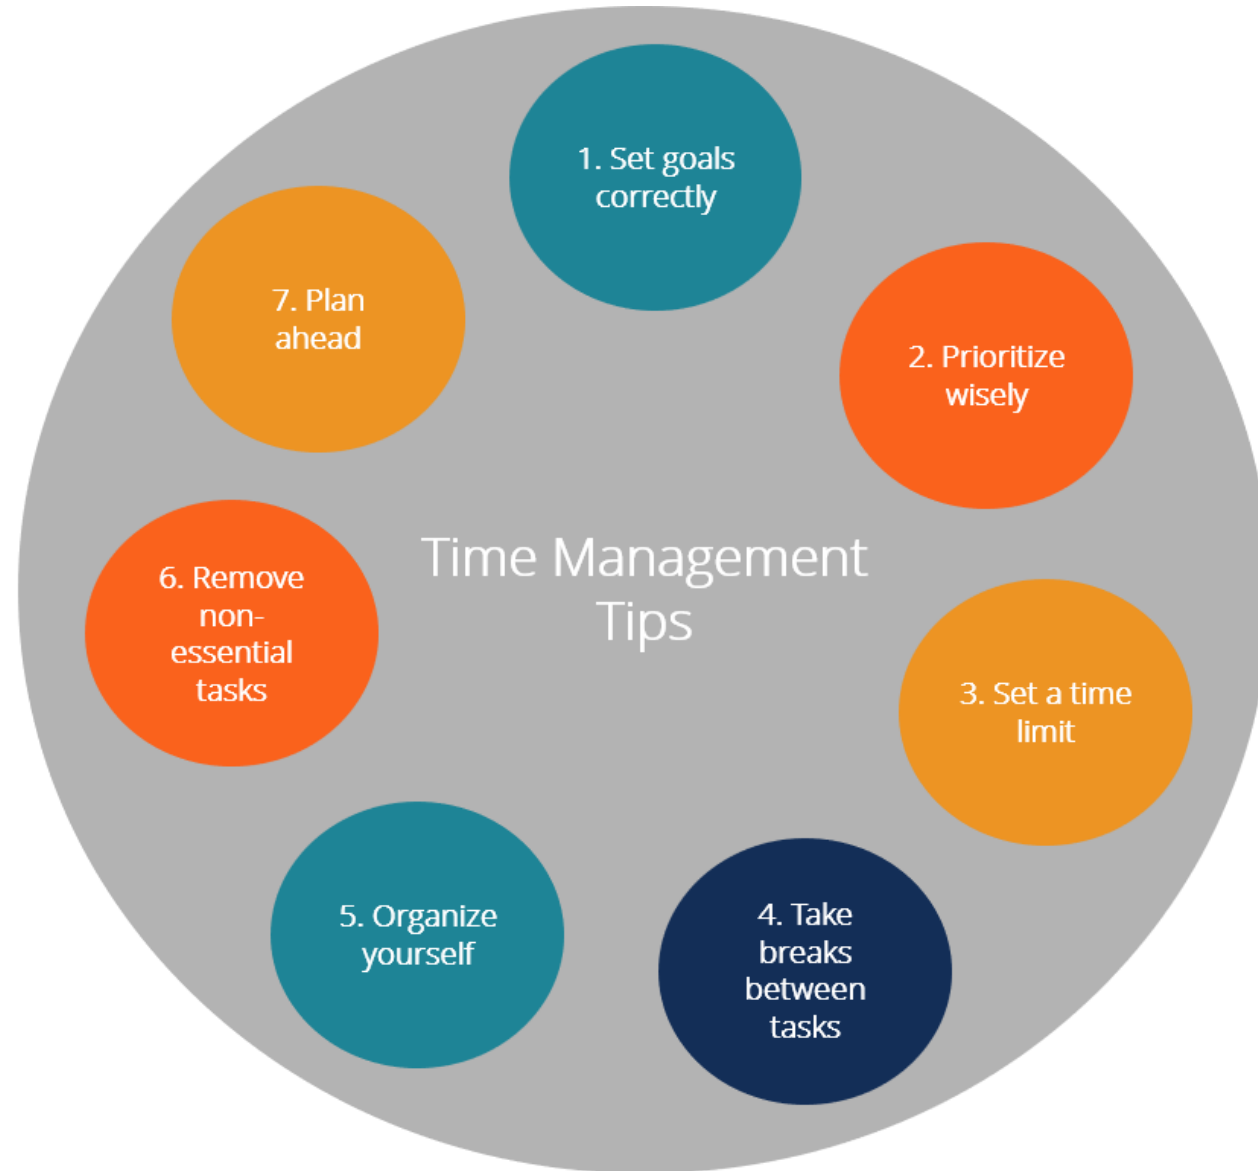 Time Management
Tips
1. Set goals
correctly
2. Prioritize
wisely
3. Set a time
limit
4. Take
breaks
between
tasks
5. Organize
yourself
6. Remove
non-
essential
tasks
7. Plan
ahead